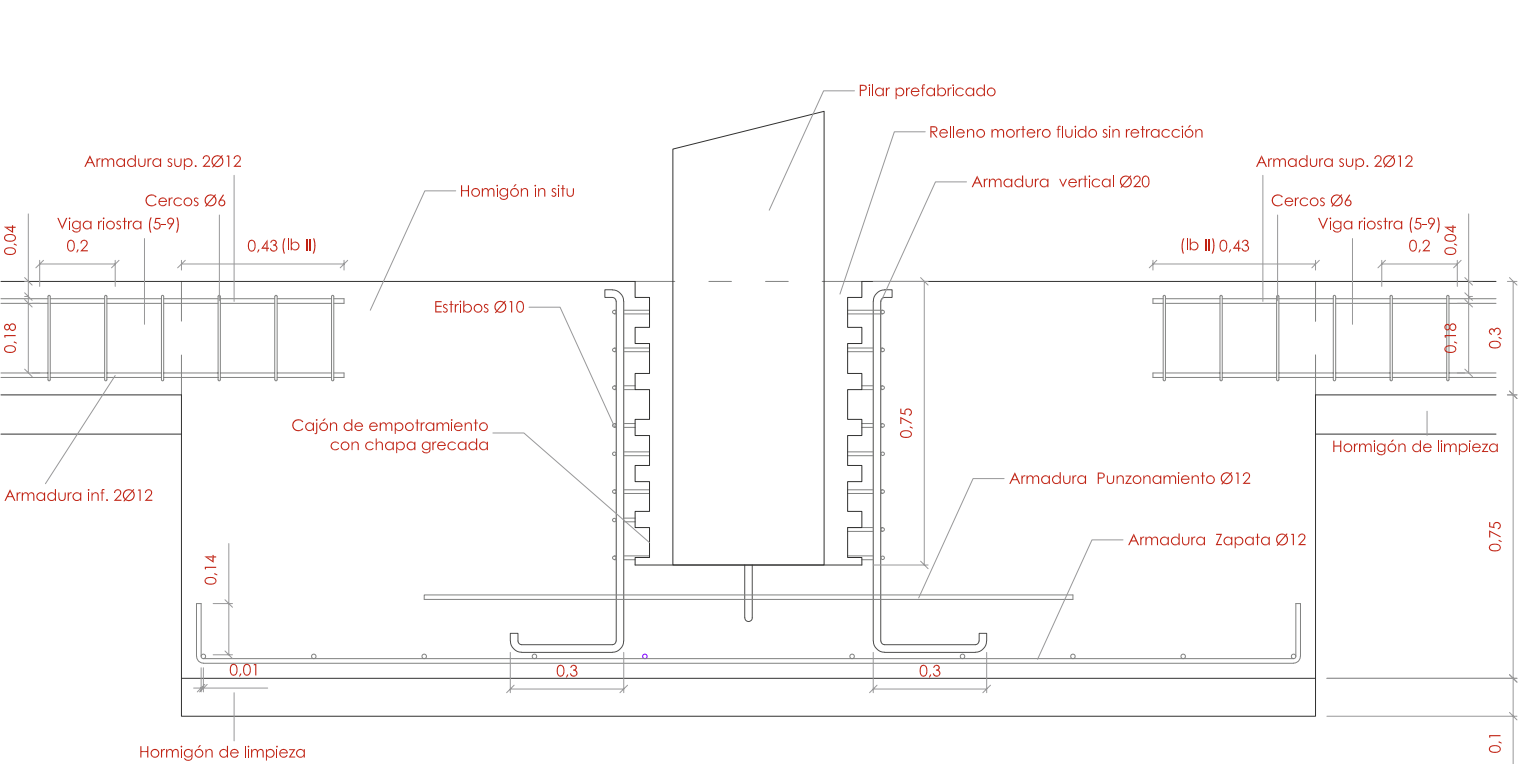 Pilar prefabricado
Relleno mortero fluido sin retracción
Armadura sup. 2Ø12
Armadura sup. 2Ø12
Armadura vertical Ø20
Homigón in situ
Cercos Ø6
Cercos Ø6
Viga riostra (5-9)
Viga riostra (5-9)
0,04
0,2
0,43 (lb II)
(lb II) 0,43
0,2
0,04
Estribos Ø10
0,18
0,18
0,3
Cajón de empotramiento
con chapa grecada
0,75
Hormigón de limpieza
Armadura inf. 2Ø12
Armadura Punzonamiento Ø12
Armadura Zapata Ø12
0,75
0,14
0,01
0,3
0,3
Hormigón de limpieza
0,1